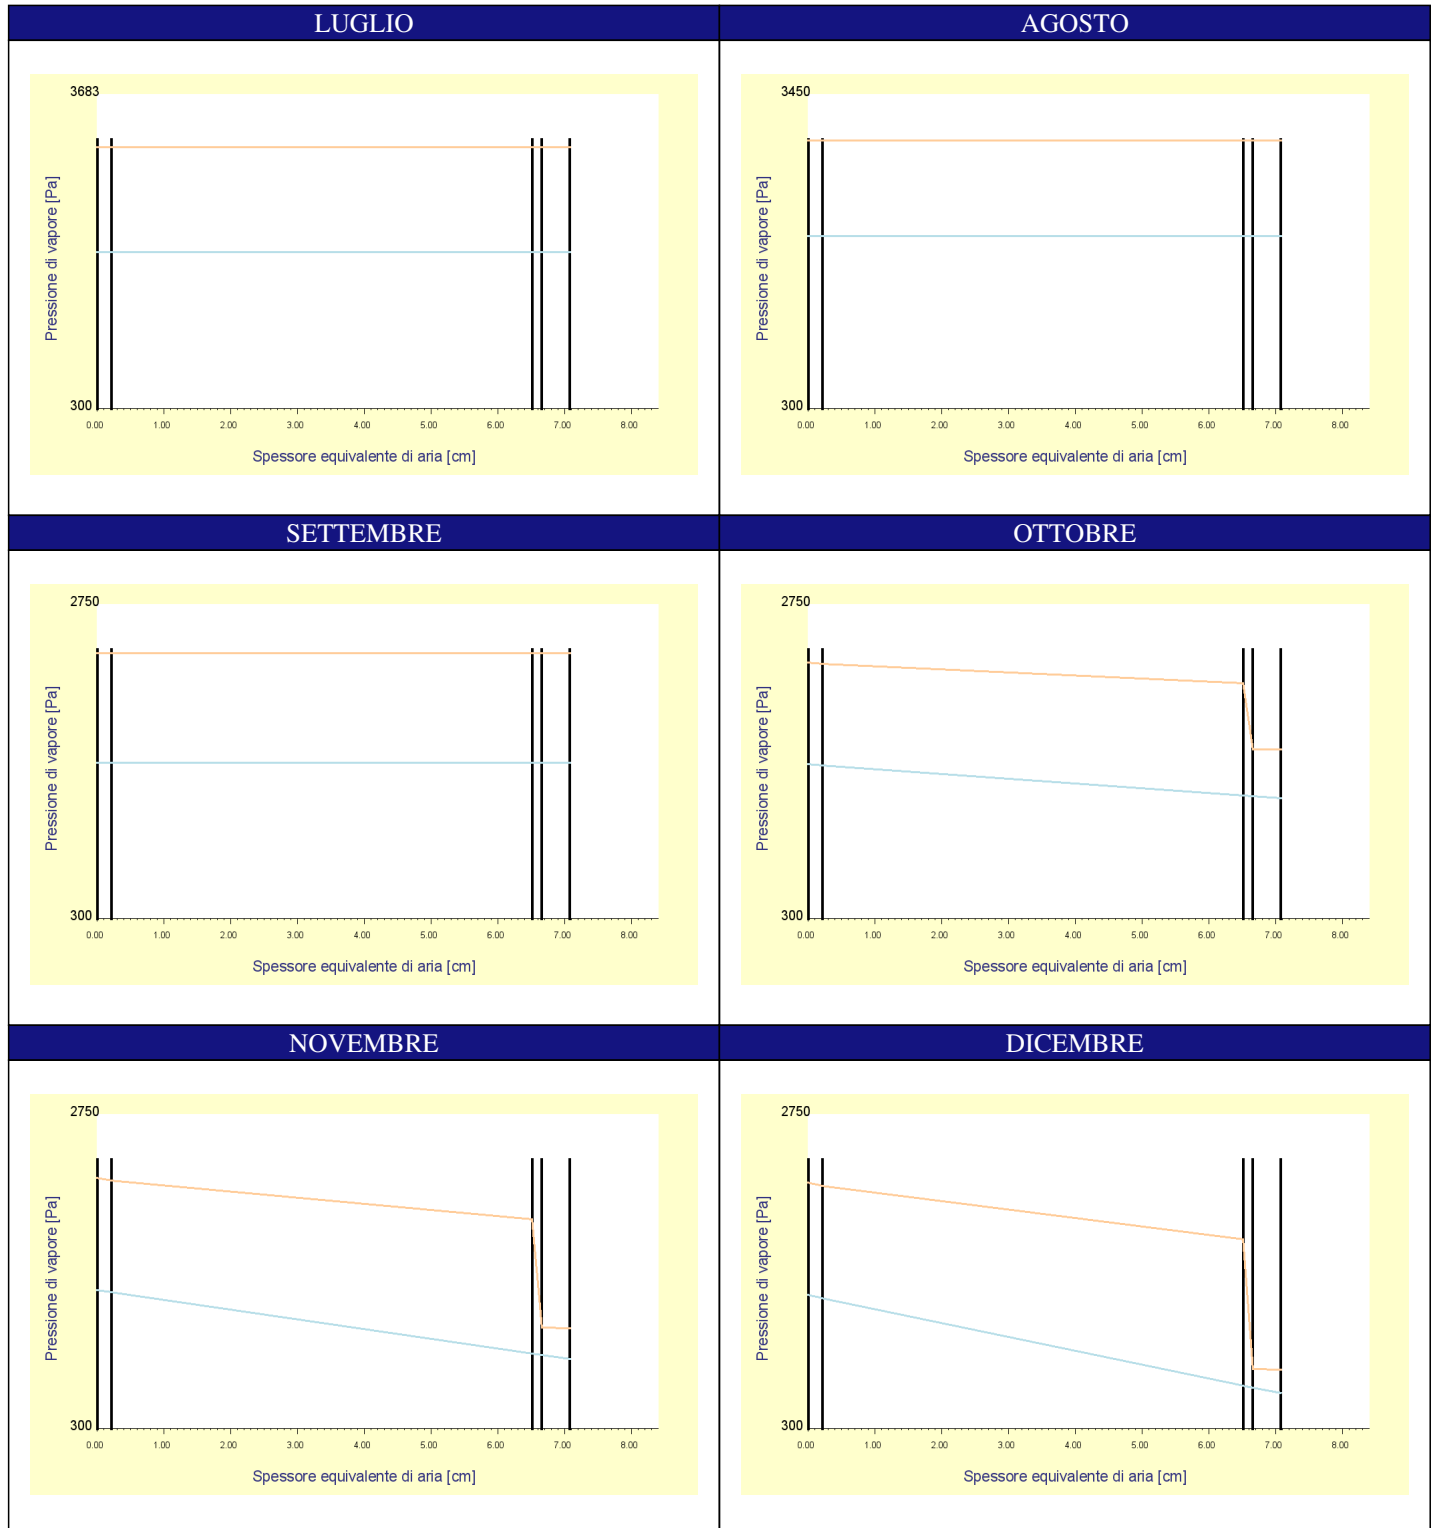 LUGLIO
3683
Pressione di vapore [Pa]
300
0.00 1.00 2.00 3.00 4.00 5.00 6.00 7.00 8.00
Spessore equivalente di aria [cm]
AGOSTO
3450
Pressione di vapore [Pa]
300
0.00 1.00 2.00 3.00 4.00 5.00 6.00 7.00 8.00
Spessore equivalente di aria [cm]
SETTEMBRE
2750
Pressione di vapore [Pa]
300
0.00 1.00 2.00 3.00 4.00 5.00 6.00 7.00 8.00
Spessore equivalente di aria [cm]
OTTOBRE
2750
Pressione di vapore [Pa]
300
0.00 1.00 2.00 3.00 4.00 5.00 6.00 7.00 8.00
Spessore equivalente di aria [cm]
NOVEMBRE
2750
Pressione di vapore [Pa]
300
0.00 1.00 2.00 3.00 4.00 5.00 6.00 7.00 8.00
Spessore equivalente di aria [cm]
DICEMBRE
2750
Pressione di vapore [Pa]
300
0.00 1.00 2.00 3.00 4.00 5.00 6.00 7.00 8.00
Spessore equivalente di aria [cm]